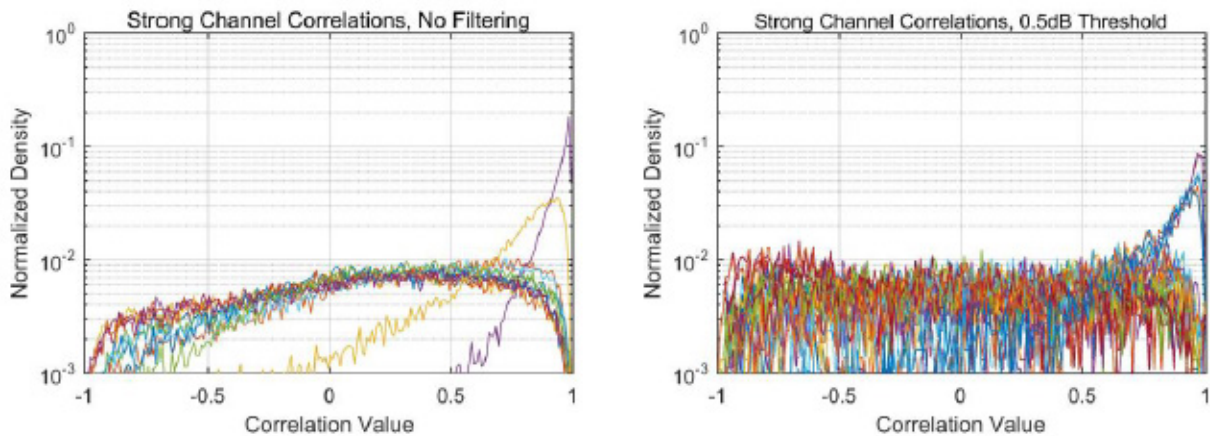 Strong Channel Correlations, No Filtering
10^0
10^-1
10^-2
10^-3
Normalized Density
-1 -0.5 0 0.5 1
Correlation Value
Strong Channel Correlations, 0.5dB Threshold
10^0
10^-1
10^-2
10^-3
Normalized Density
-1 -0.5 0 0.5 1
Correlation Value